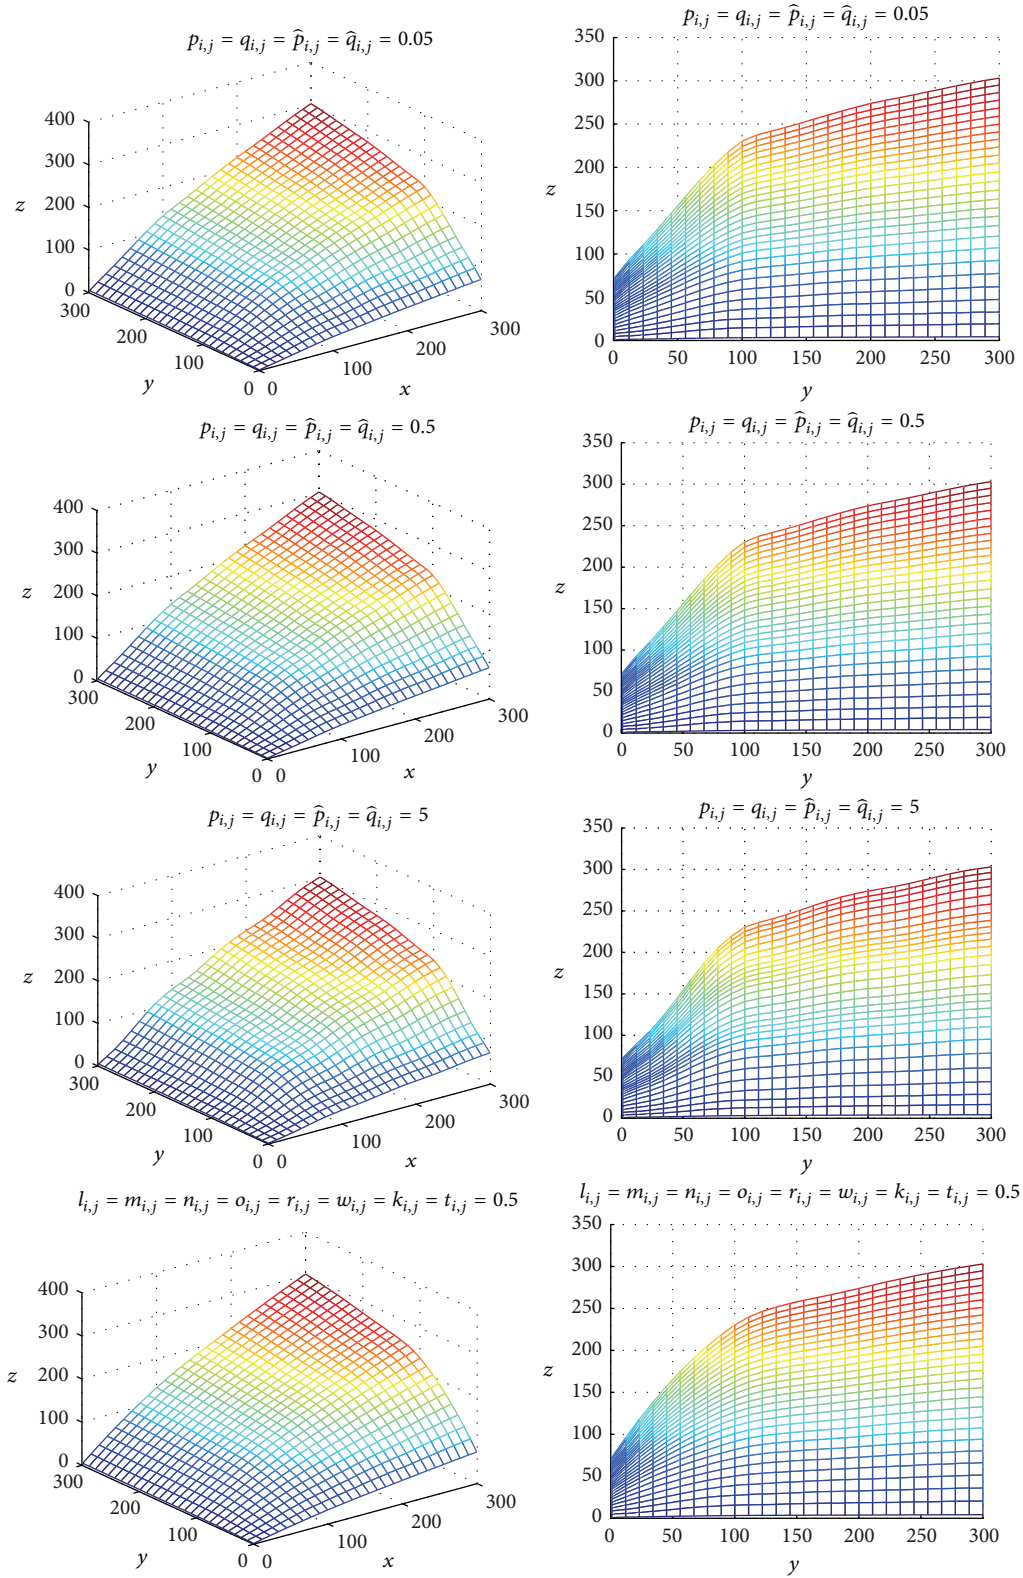 p_{i,j} = q_{i,j} = p̂_{i,j} = q̂_{i,j} = 0.05
400
300
200
100
0
z
300
200
100
0
y
0
100
200
300
x
p_{i,j} = q_{i,j} = p̂_{i,j} = q̂_{i,j} = 0.05
350
300
250
200
150
100
50
0
z
0 50 100 150 200 250 300
y
p_{i,j} = q_{i,j} = p̂_{i,j} = q̂_{i,j} = 0.5
400
300
200
100
0
z
300
200
100
0
y
0
100
200
300
x
p_{i,j} = q_{i,j} = p̂_{i,j} = q̂_{i,j} = 0.5
350
300
250
200
150
100
50
0
z
0 50 100 150 200 250 300
y
p_{i,j} = q_{i,j} = p̂_{i,j} = q̂_{i,j} = 5
400
300
200
100
0
z
300
200
100
0
y
0
100
200
300
x
p_{i,j} = q_{i,j} = p̂_{i,j} = q̂_{i,j} = 5
350
300
250
200
150
100
50
0
z
0 50 100 150 200 250 300
y
l_{i,j} = m_{i,j} = n_{i,j} = o_{i,j} = r_{i,j} = w_{i,j} = k_{i,j} = t_{i,j} = 0.5
400
300
200
100
0
z
300
200
100
0
y
0
100
200
300
x
l_{i,j} = m_{i,j} = n_{i,j} = o_{i,j} = r_{i,j} = w_{i,j} = k_{i,j} = t_{i,j} = 0.5
350
300
250
200
150
100
50
0
z
0 50 100 150 200 250 300
y